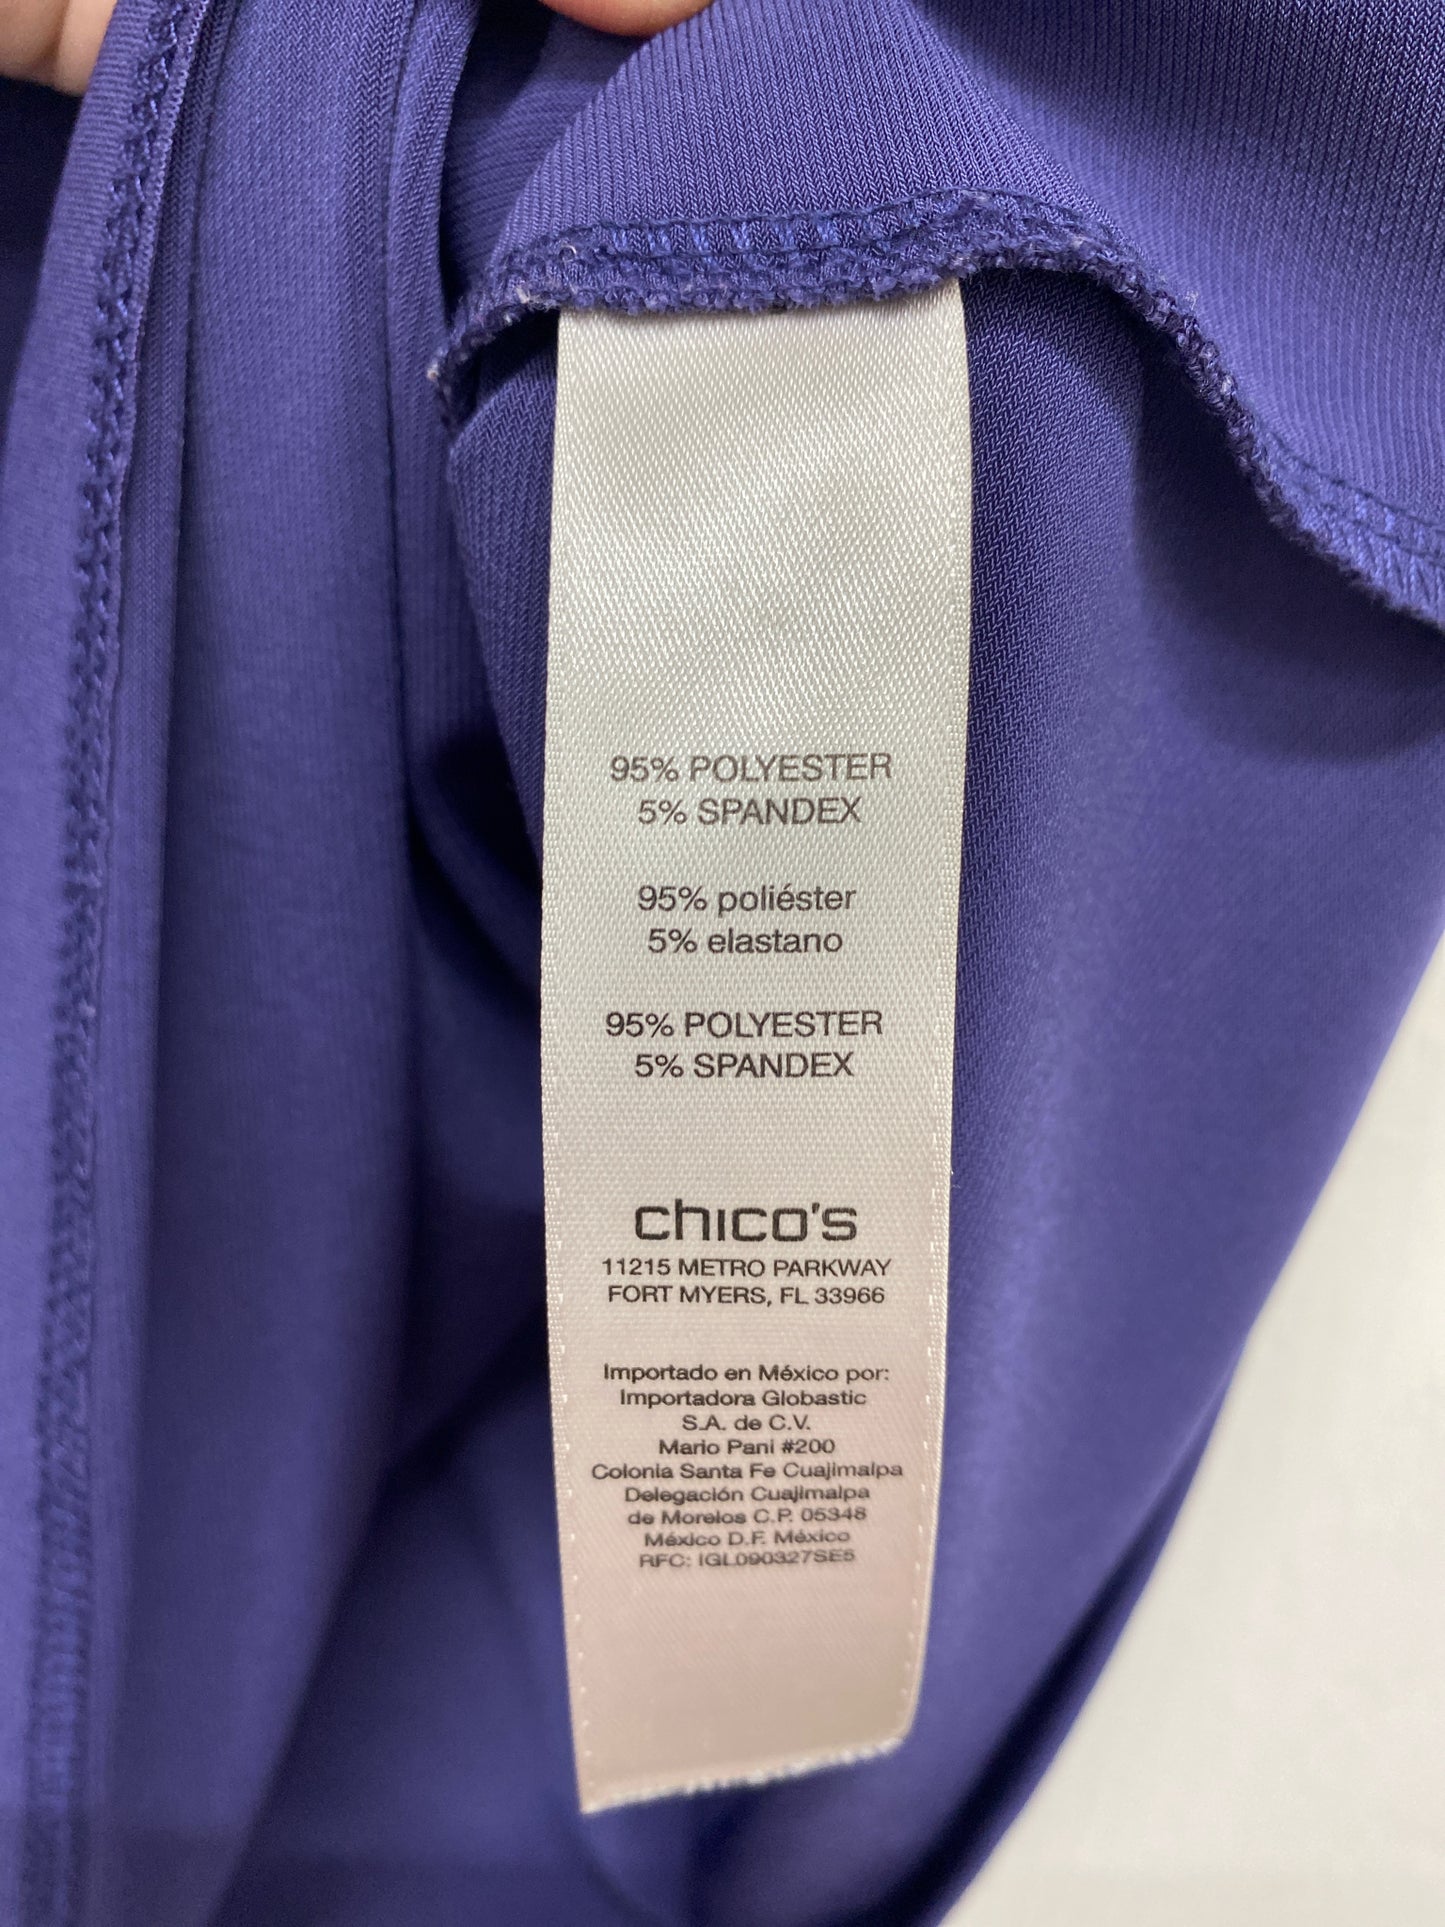 95% POLYESTER
5% SPANDEX
95% poliéster
5% elastano
95% POLYESTER
5% SPANDEX
chico's
11215 METRO PARKWAY
FORT MYERS, FL 33966
Importado en México por:
Importadora Globastic
S.A. de C.V.
Mario Pani #200
Colonia Santa Fe Cuajimalpa
Delegación Cuajimalpa
de Morelos C.P. 05348
México D.F. México
RFC: IGL090327SE5